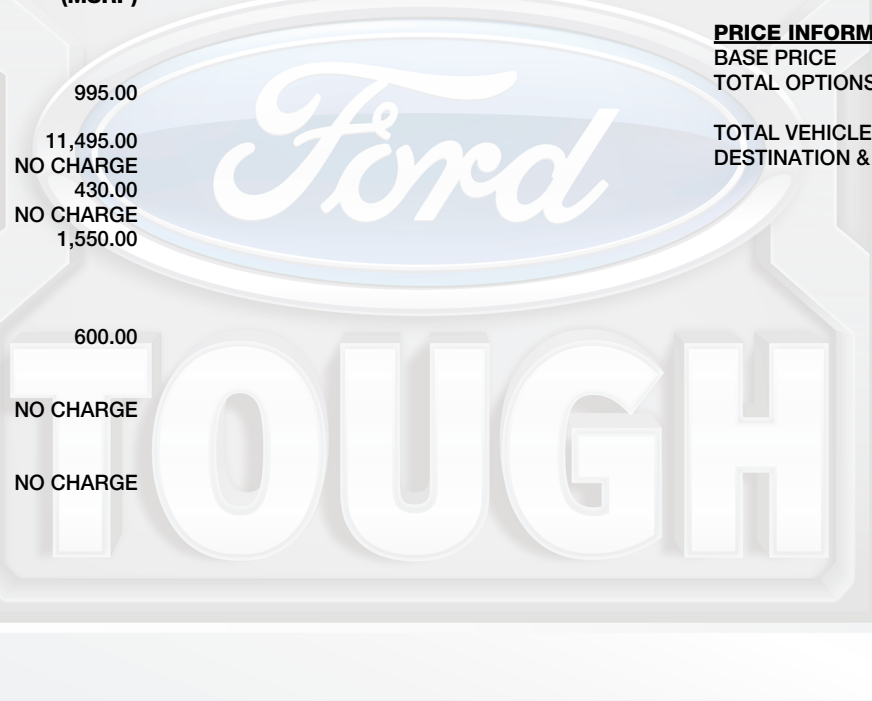 (MSRP)
995.00
11,495.00
NO CHARGE
430.00
NO CHARGE
1,550.00
600.00
NO CHARGE
NO CHARGE
PRICE INFORM
BASE PRICE
TOTAL OPTIONS
TOTAL VEHICLE
DESTINATION &
Ford
TOUGH